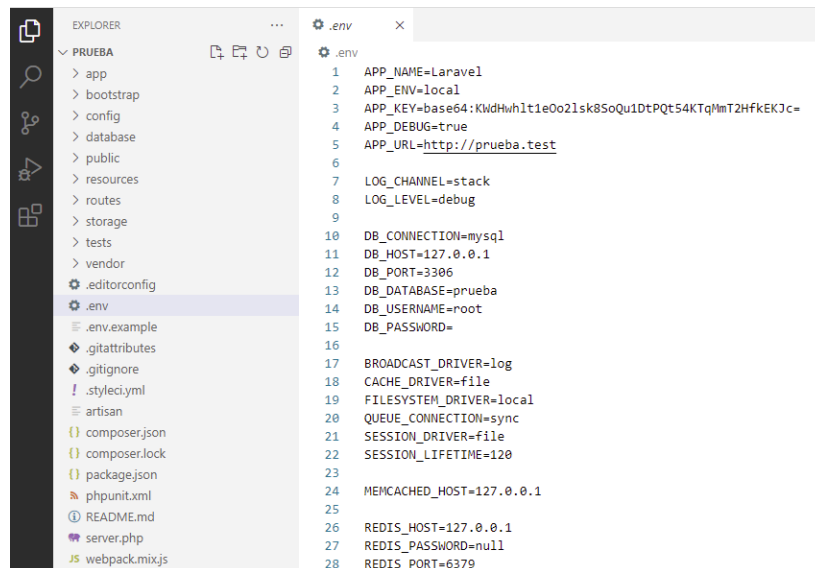 EXPLORER
PRUEBA
app
bootstrap
config
database
public
resources
routes
storage
tests
vendor
.editorconfig
.env
.env.example
.gitattributes
.gitignore
.styleci.yml
artisan
composer.json
composer.lock
package.json
phpunit.xml
README.md
server.php
JS webpack.mix.js
.env
.env
1 APP_NAME=Laravel
2 APP_ENV=local
3 APP_KEY=base64:KWdHwhlt1eOo2lsk8SoQu1DtPQt54KTqMmT2HfkEKJc=
4 APP_DEBUG=true
5 APP_URL=http://prueba.test
6
7 LOG_CHANNEL=stack
8 LOG_LEVEL=debug
9
10 DB_CONNECTION=mysql
11 DB_HOST=127.0.0.1
12 DB_PORT=3306
13 DB_DATABASE=prueba
14 DB_USERNAME=root
15 DB_PASSWORD=
16
17 BROADCAST_DRIVER=log
18 CACHE_DRIVER=file
19 FILESYSTEM_DRIVER=local
20 QUEUE_CONNECTION=sync
21 SESSION_DRIVER=file
22 SESSION_LIFETIME=120
23
24 MEMCACHED_HOST=127.0.0.1
25
26 REDIS_HOST=127.0.0.1
27 REDIS_PASSWORD=null
28 REDIS_PORT=6379